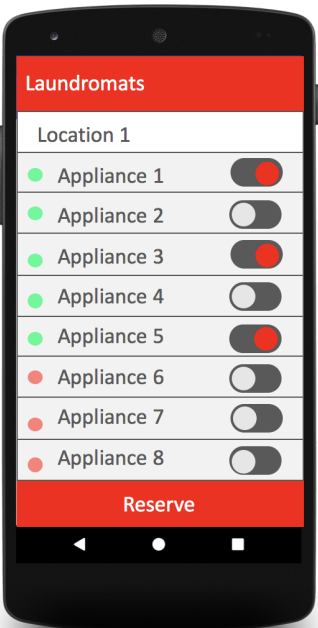 Laundromats
Location 1
Appliance 1
Appliance 2
Appliance 3
Appliance 4
Appliance 5
Appliance 6
Appliance 7
Appliance 8
Reserve